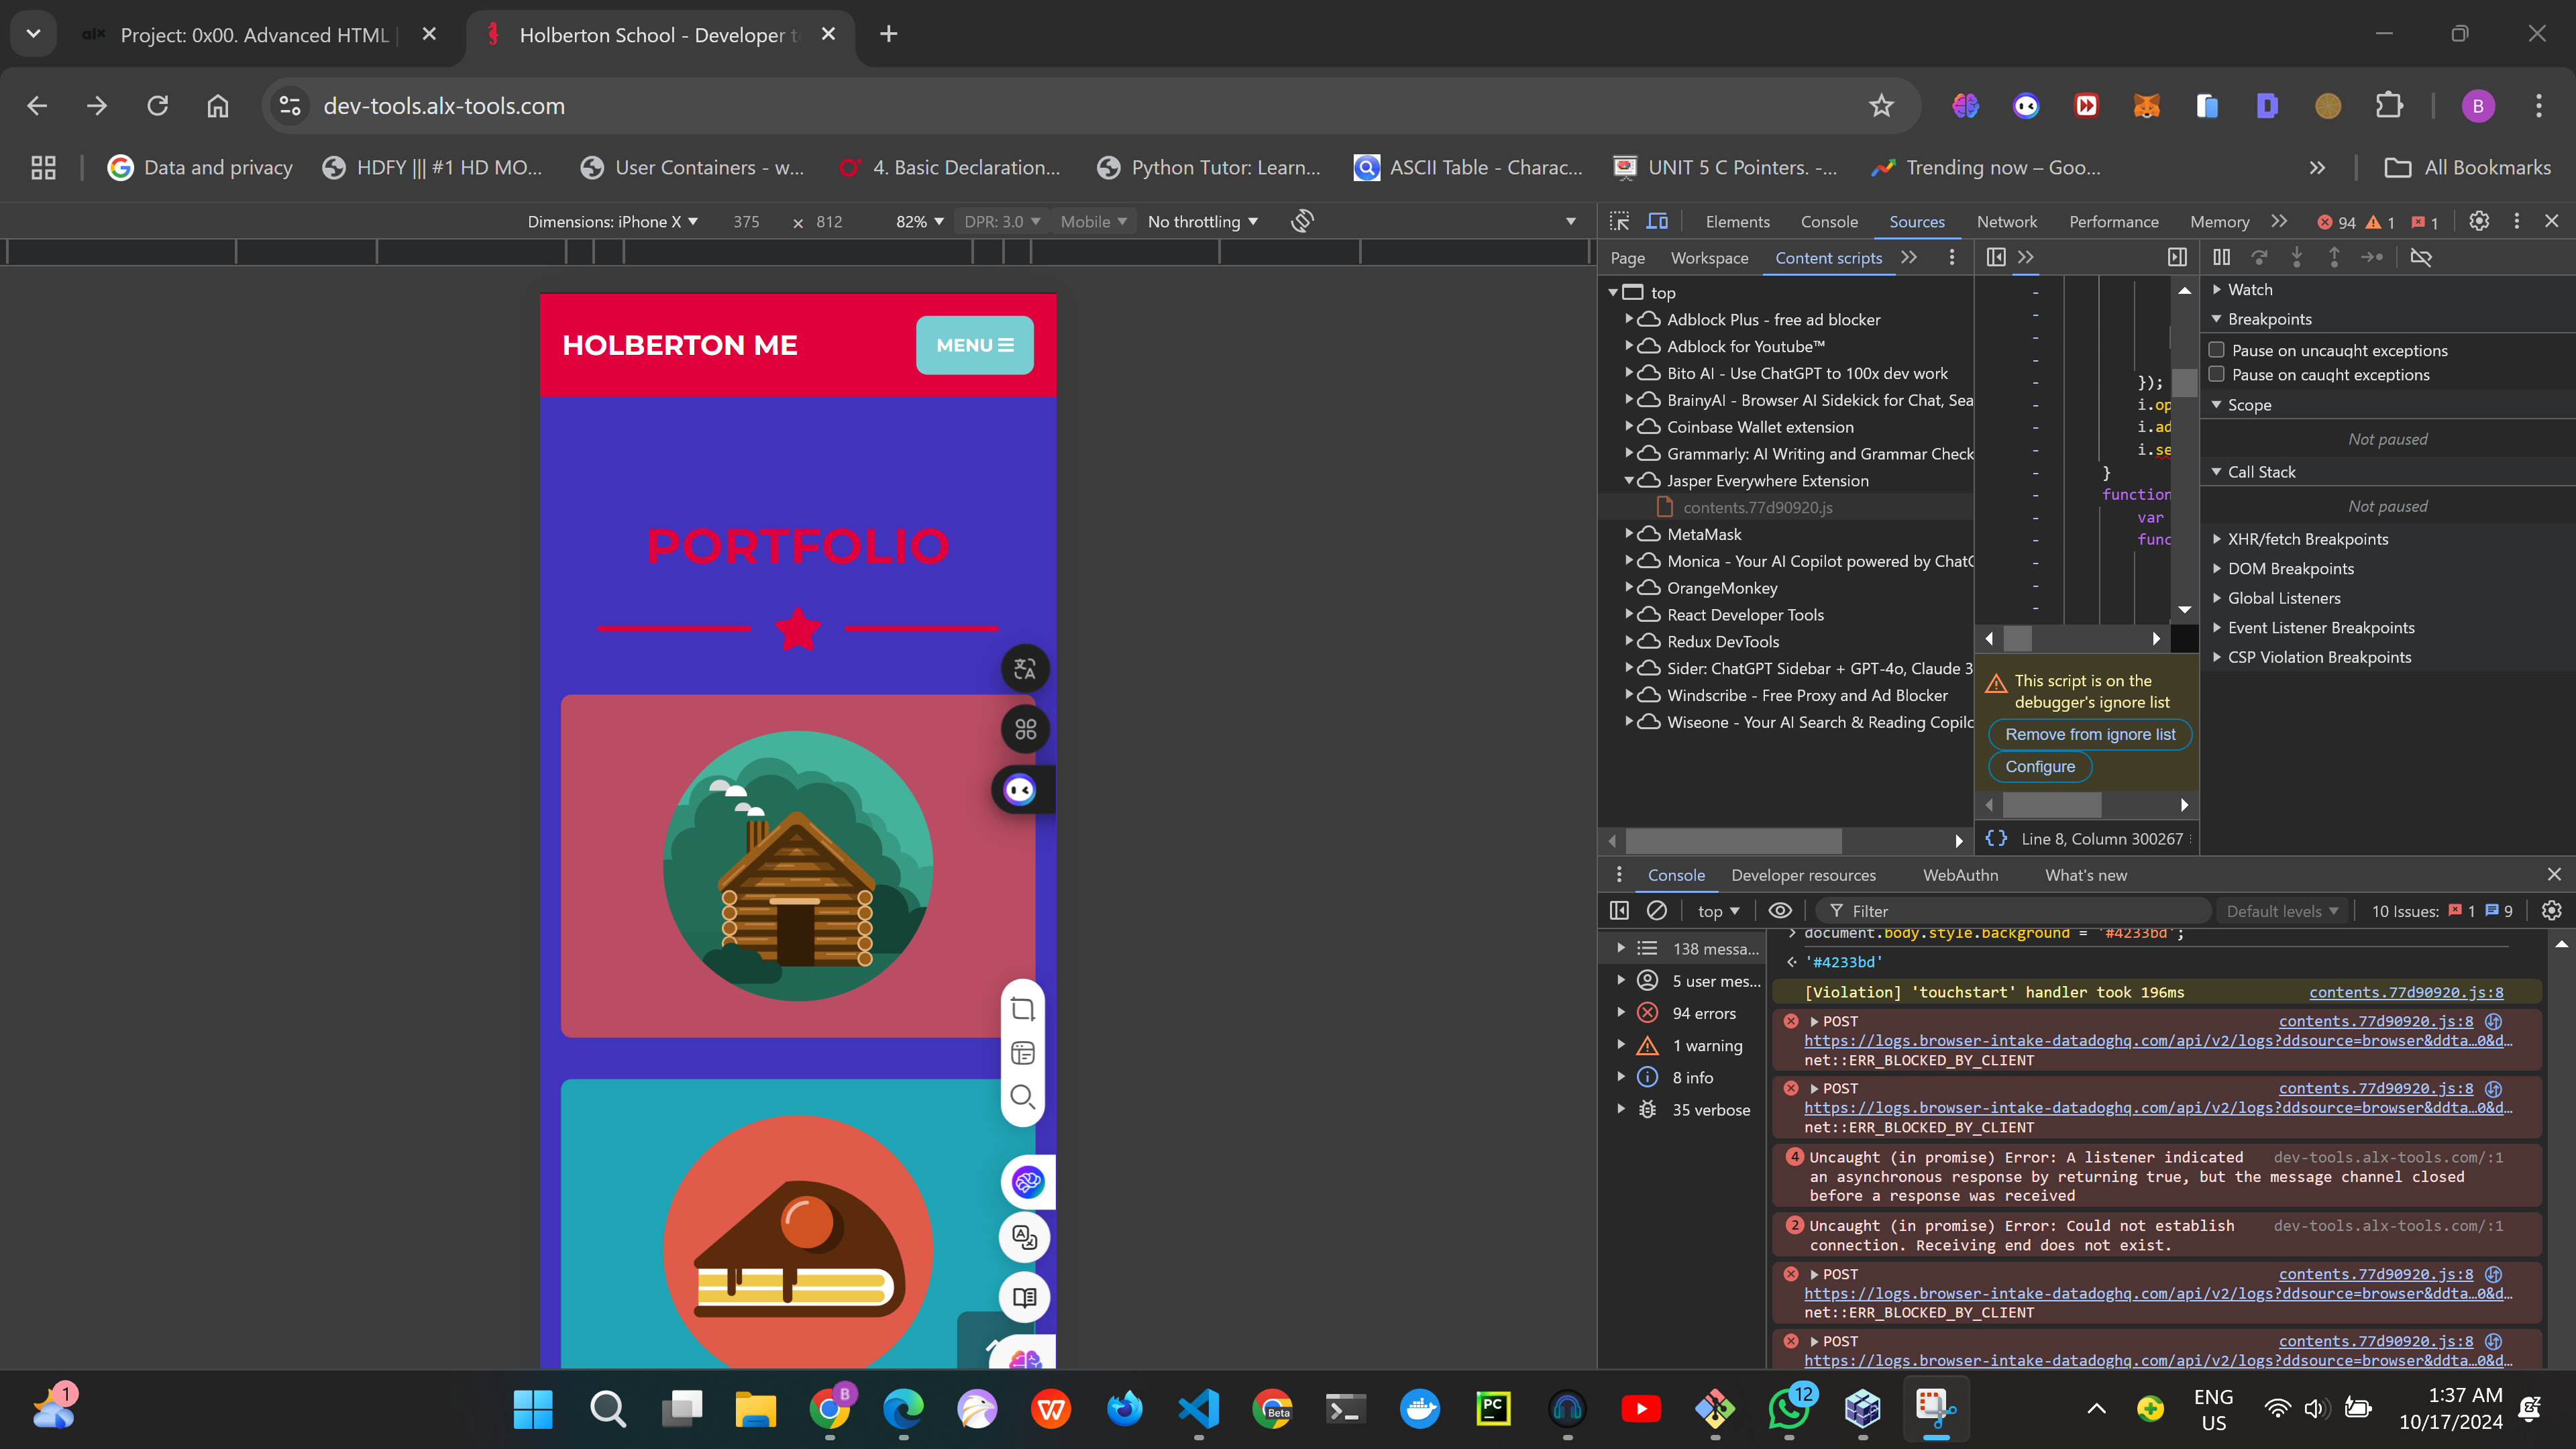 Project: 0x00. Advanced HTML
Holberton School - Developer t
dev-tools.alx-tools.com
B
Data and privacy
HDFY ||| #1 HD MO...
User Containers - w...
4. Basic Declaration...
Python Tutor: Learn...
ASCII Table - Charac...
UNIT 5 C Pointers. -...
Trending now – Goo...
All Bookmarks
Dimensions: iPhone X 375 × 812 82% DPR: 3.0 Mobile No throttling
Elements Console Sources Network Performance Memory 94 1 1
Page Workspace Content scripts
HOLBERTON ME
MENU
PORTFOLIO
top
Adblock Plus - free ad blocker
Adblock for Youtube™
Bito AI - Use ChatGPT to 100x dev work
BrainyAI - Browser AI Sidekick for Chat, Sea
Coinbase Wallet extension
Grammarly: AI Writing and Grammar Check
Jasper Everywhere Extension
contents.77d90920.js
MetaMask
Monica - Your AI Copilot powered by ChatG
OrangeMonkey
React Developer Tools
Redux DevTools
Sider: ChatGPT Sidebar + GPT-4o, Claude 3
Windscribe - Free Proxy and Ad Blocker
Wiseone - Your AI Search & Reading Copilo
});
i.op
i.ad
i.se
}
function
var
func
This script is on the
debugger's ignore list
Remove from ignore list
Configure
{ } Line 8, Column 300267
Watch
Breakpoints
Pause on uncaught exceptions
Pause on caught exceptions
Scope
Not paused
Call Stack
Not paused
XHR/fetch Breakpoints
DOM Breakpoints
Global Listeners
Event Listener Breakpoints
CSP Violation Breakpoints
Console Developer resources WebAuthn What's new
top Filter Default levels 10 Issues: 1 9
138 messa...
5 user mes...
94 errors
1 warning
8 info
35 verbose
document.body.style.background = '#4233bd';
'#4233bd'
[Violation] 'touchstart' handler took 196ms contents.77d90920.js:8
POST contents.77d90920.js:8
https://logs.browser-intake-datadoghq.com/api/v2/logs?ddsource=browser&ddta…0&d…
net::ERR_BLOCKED_BY_CLIENT
POST contents.77d90920.js:8
https://logs.browser-intake-datadoghq.com/api/v2/logs?ddsource=browser&ddta…0&d…
net::ERR_BLOCKED_BY_CLIENT
4 Uncaught (in promise) Error: A listener indicated dev-tools.alx-tools.com/:1
an asynchronous response by returning true, but the message channel closed
before a response was received
2 Uncaught (in promise) Error: Could not establish dev-tools.alx-tools.com/:1
connection. Receiving end does not exist.
POST contents.77d90920.js:8
https://logs.browser-intake-datadoghq.com/api/v2/logs?ddsource=browser&ddta…0&d…
net::ERR_BLOCKED_BY_CLIENT
POST contents.77d90920.js:8
https://logs.browser-intake-datadoghq.com/api/v2/logs?ddsource=browser&ddta…0&d…
1
B
Beta
PC
12
ENG
US
1:37 AM
10/17/2024